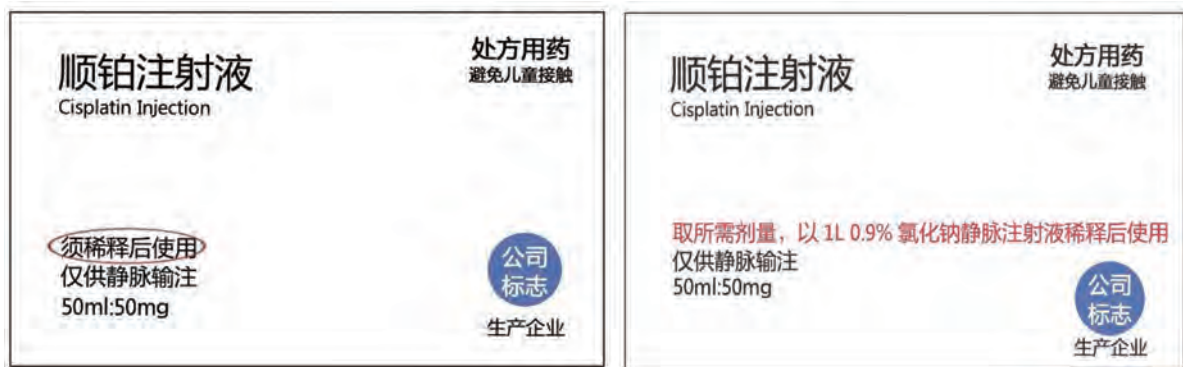 顺铂注射液
Cisplatin Injection
处方用药
避免儿童接触
须稀释后使用
仅供静脉输注
50ml:50mg
公司
标志
生产企业
顺铂注射液
Cisplatin Injection
处方用药
避免儿童接触
取所需剂量，以 1L 0.9% 氯化钠静脉注射液稀释后使用
仅供静脉输注
50ml:50mg
公司
标志
生产企业